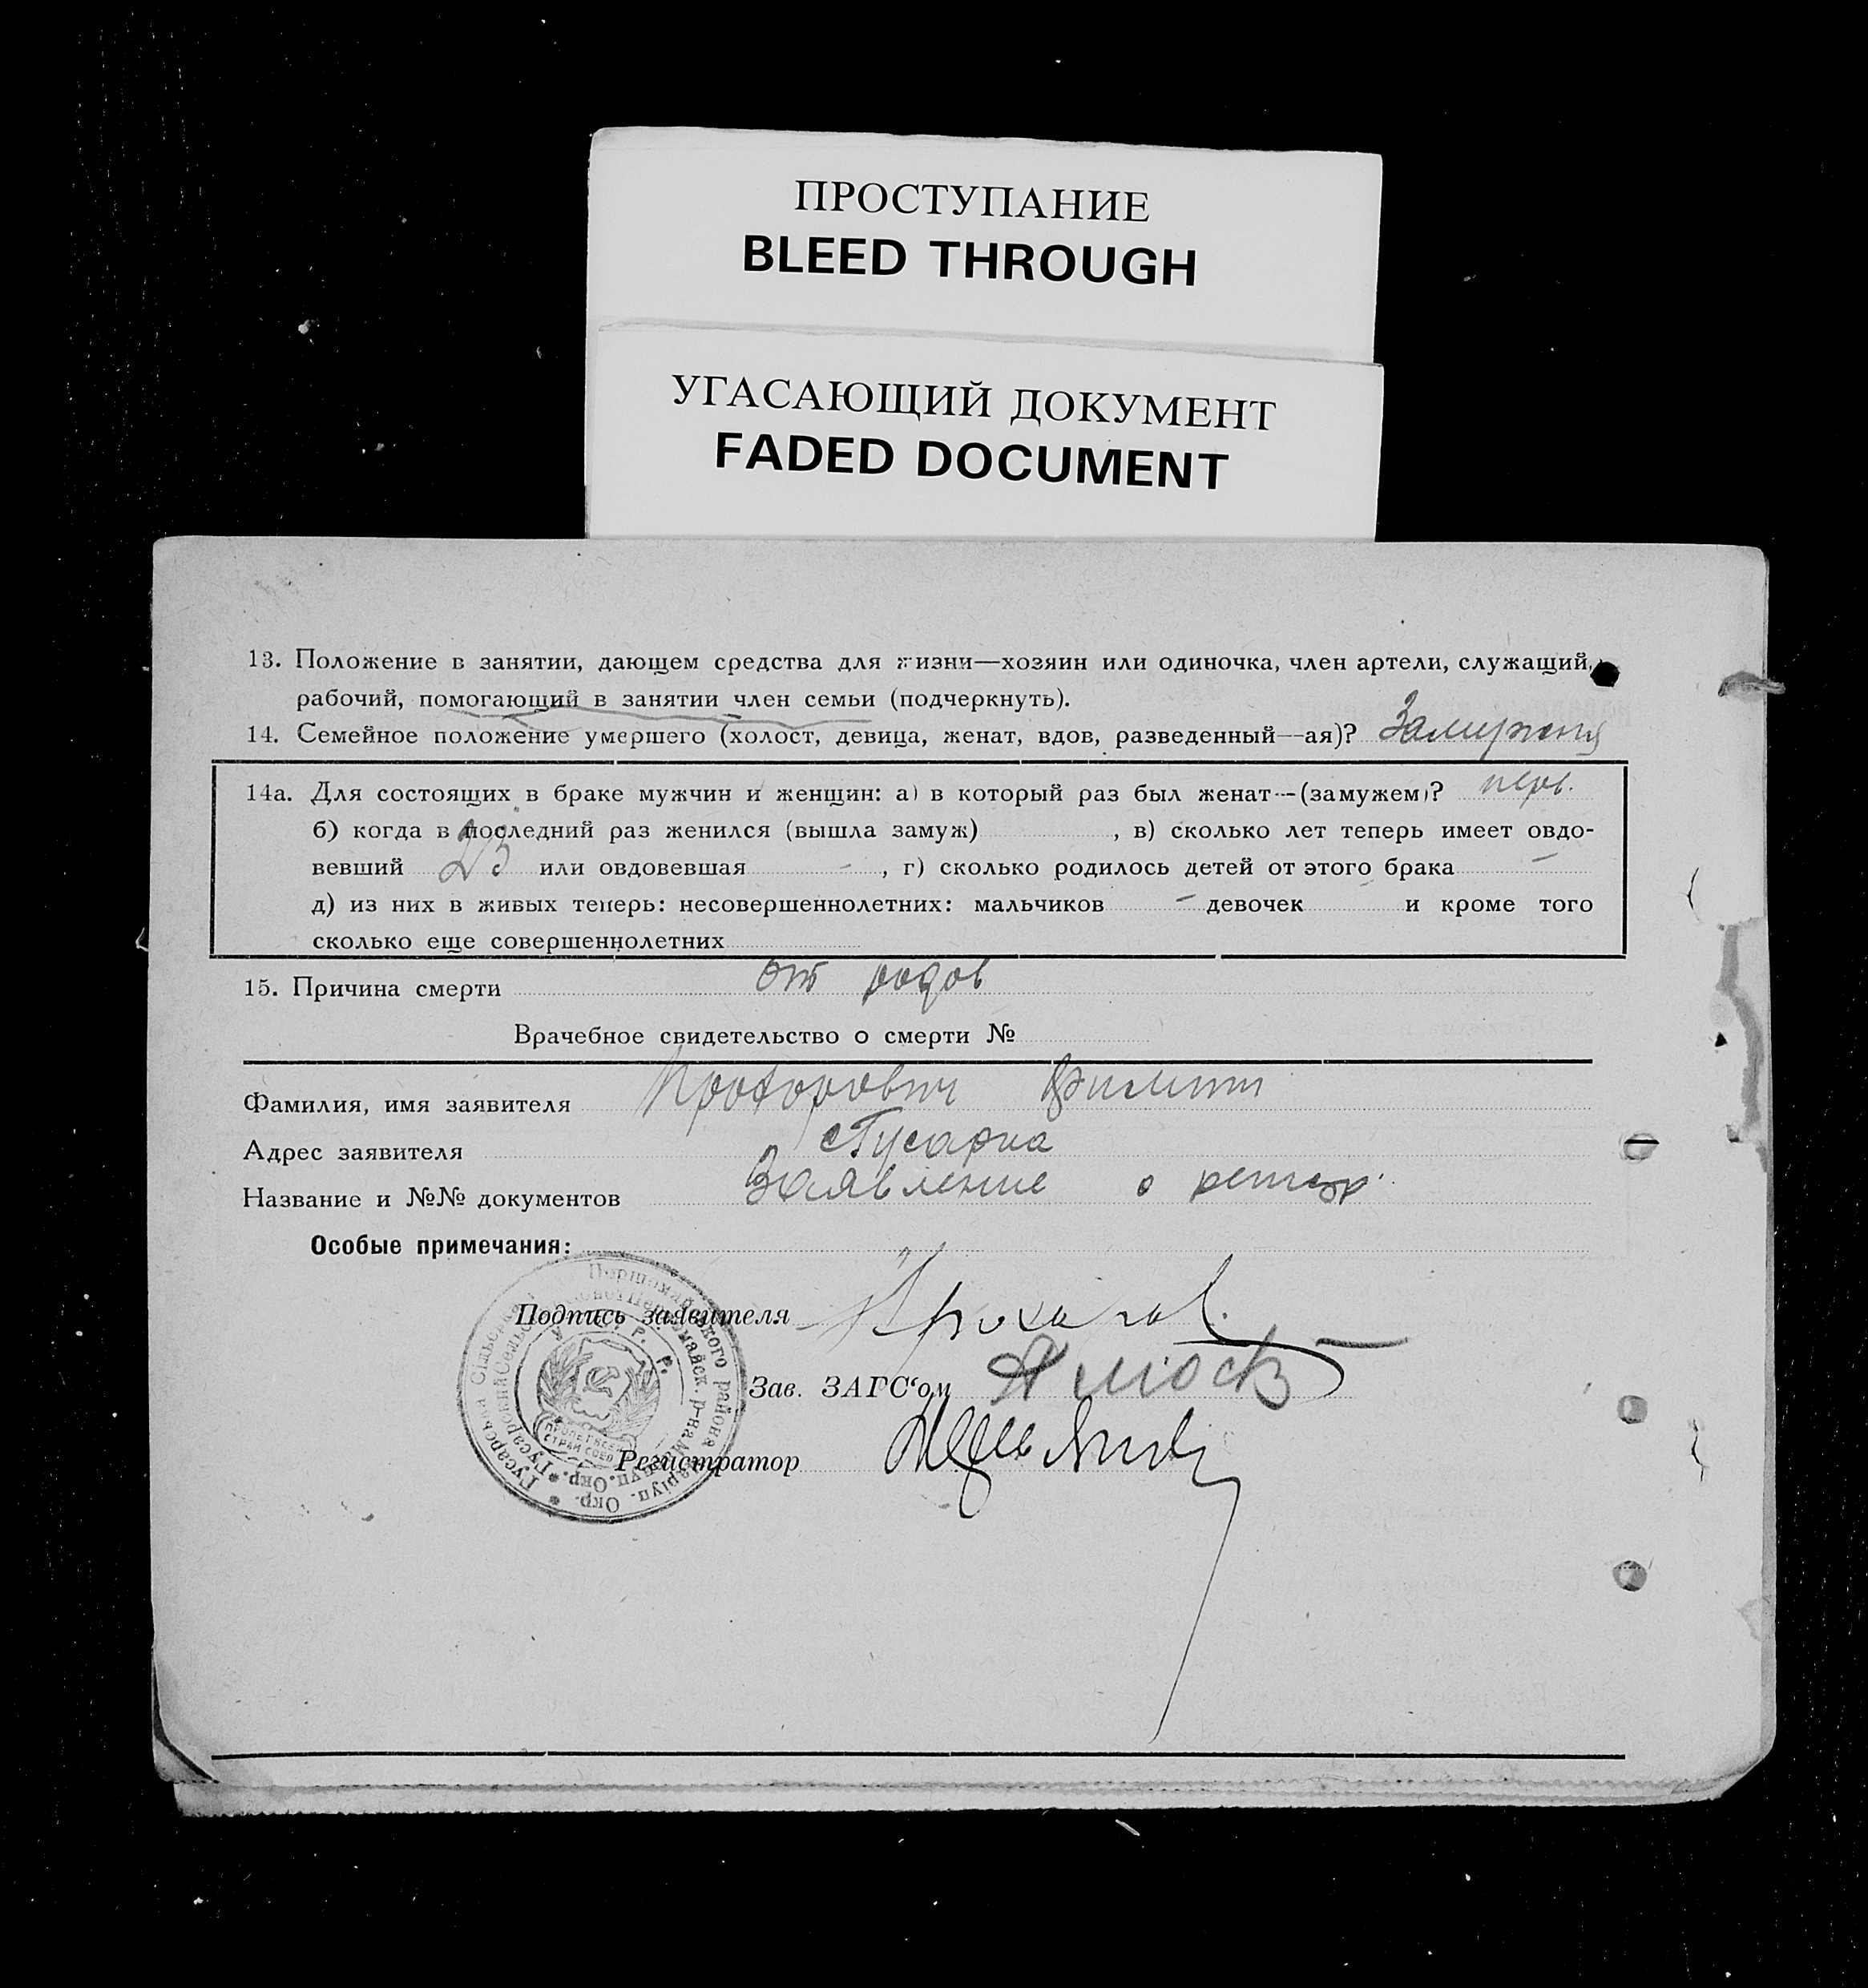 ПРОСТУПАНИЕ
BLEED THROUGH
УГАСАЮЩИЙ ДОКУМЕНТ
FADED DOCUMENT
13. Положение в занятии, дающем средства для жизни—хозяин или одиночка, член артели, служащий,
рабочий, помогающий в занятии член семьи (подчеркнуть).
14. Семейное положение умершего (холост, девица, женат, вдов, разведенный—ая)? Замужняя
14а. Для состоящих в браке мужчин и женщин: а) в который раз был женат—(замужем)? перв.
б) когда в последний раз женился (вышла замуж) , в) сколько лет теперь имеет овдо-
вевший 25 или овдовевшая - , г) сколько родилось детей от этого брака -
д) из них в живых теперь: несовершеннолетних: мальчиков - девочек и кроме того
сколько еще совершеннолетних
15. Причина смерти от родов
Врачебное свидетельство о смерти №
Фамилия, имя заявителя
Адрес заявителя
Название и №№ документов Заявление о
Особые примечания:
Подпись заявителя
Зав. ЗАГС'ом
Регистратор